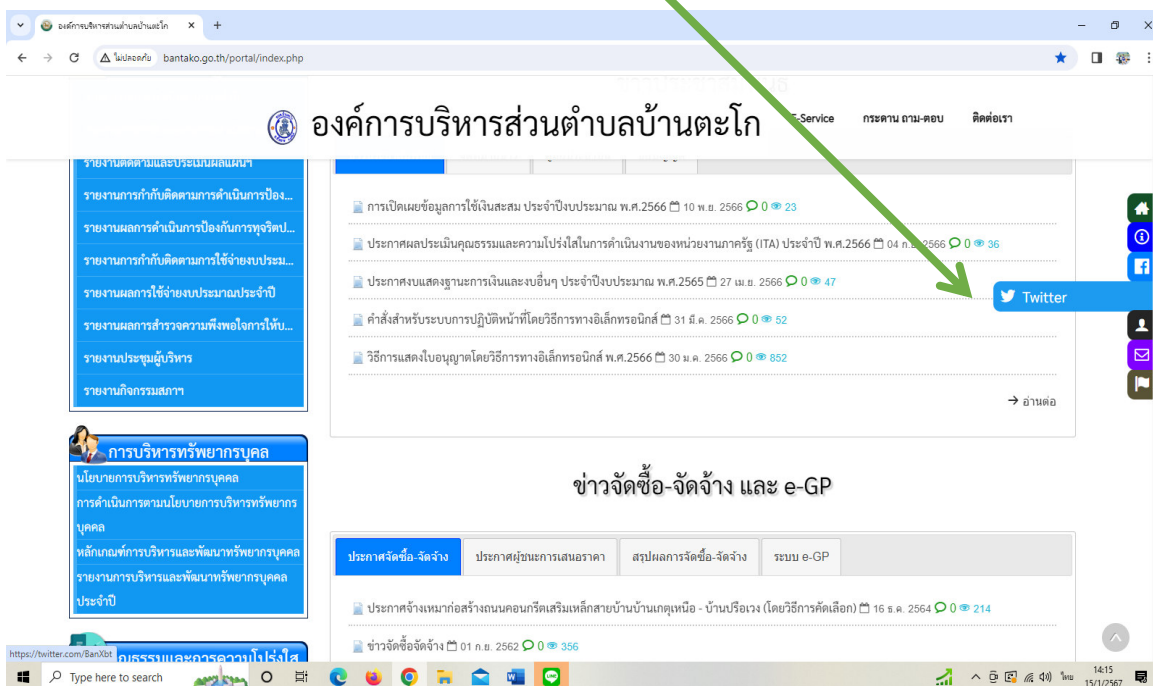 องค์การบริหารส่วนตำบลบ้านตะโก
ไม่ปลอดภัย bantako.go.th/portal/index.php
องค์การบริหารส่วนตำบลบ้านตะโก
E-Service กระดาน ถาม-ตอบ ติดต่อเรา
รายงานติดตามและประเมินผลแผนฯ
รายงานการกำกับติดตามการดำเนินการป้อง...
รายงานผลการดำเนินการป้องกันการทุจริตป...
รายงานการกำกับติดตามการใช้จ่ายงบประม...
รายงานผลการใช้จ่ายงบประมาณประจำปี
รายงานผลการสำรวจความพึงพอใจการให้บ...
รายงานประชุมผู้บริหาร
รายงานกิจกรรมสภาฯ
การเปิดเผยข้อมูลการใช้เงินสะสม ประจำปีงบประมาณ พ.ศ.2566 10 พ.ย. 2566 0 23
ประกาศผลประเมินคุณธรรมและความโปร่งใสในการดำเนินงานของหน่วยงานภาครัฐ (ITA) ประจำปี พ.ศ.2566 04 ก.ย. 2566 0 36
ประกาศงบแสดงฐานะการเงินและงบอื่นๆ ประจำปีงบประมาณ พ.ศ.2565 27 เม.ย. 2566 0 47
คำสั่งสำหรับระบบการปฏิบัติหน้าที่โดยวิธีการทางอิเล็กทรอนิกส์ 31 มี.ค. 2566 0 52
วิธีการแสดงใบอนุญาตโดยวิธีการทางอิเล็กทรอนิกส์ พ.ศ.2566 30 ม.ค. 2566 0 852
→ อ่านต่อ
Twitter
การบริหารทรัพยากรบุคล
นโยบายการบริหารทรัพยากรบุคคล
การดำเนินการตามนโยบายการบริหารทรัพยากร
บุคคล
หลักเกณฑ์การบริหารและพัฒนาทรัพยากรบุคคล
รายงานการบริหารและพัฒนาทรัพยากรบุคคล
ประจำปี
ข่าวจัดซื้อ-จัดจ้าง และ e-GP
ประกาศจัดซื้อ-จัดจ้าง ประกาศผู้ชนะการเสนอราคา สรุปผลการจัดซื้อ-จัดจ้าง ระบบ e-GP
ประกาศจ้างเหมาก่อสร้างถนนคอนกรีตเสริมเหล็กสายบ้านบ้านเกตุเหนือ - บ้านปรือเวง (โดยวิธีการคัดเลือก) 16 ธ.ค. 2564 0 214
ข่าวจัดซื้อจัดจ้าง 01 ก.ย. 2562 0 356
https://twitter.com/BanXbt
Type here to search
ไทย 14:15
15/1/2567